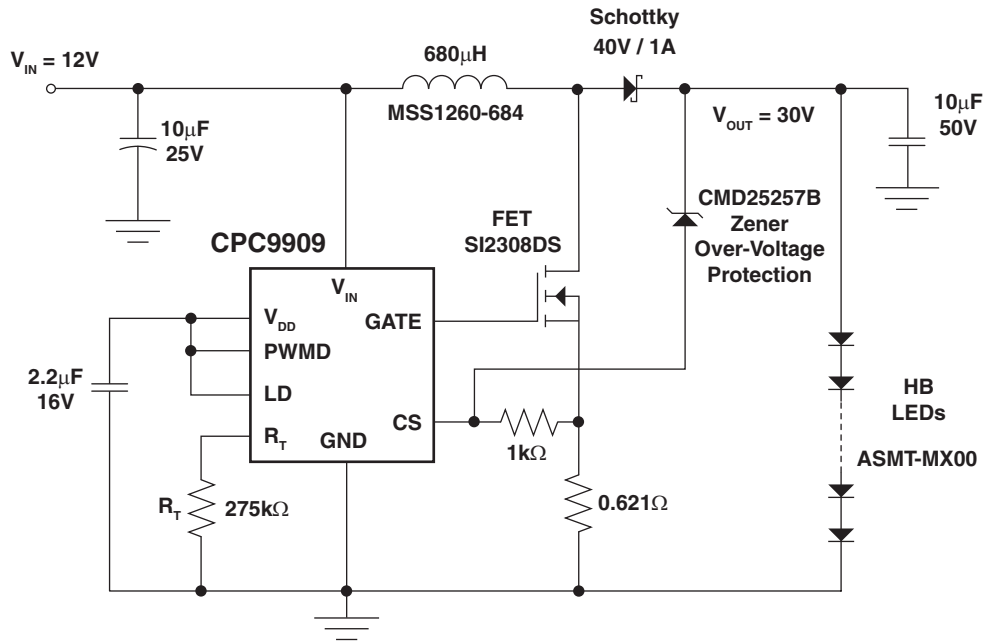 Schottky
40V / 1A
V_IN = 12V
680μH
MSS1260-684
10μF
25V
V_OUT = 30V
10μF
50V
CMD25257B
Zener
Over-Voltage
Protection
FET
SI2308DS
CPC9909
V_IN
V_DD
GATE
PWMD
LD
2.2μF
16V
CS
R_T
GND
1kΩ
HB
LEDs
ASMT-MX00
R_T
275kΩ
0.621Ω